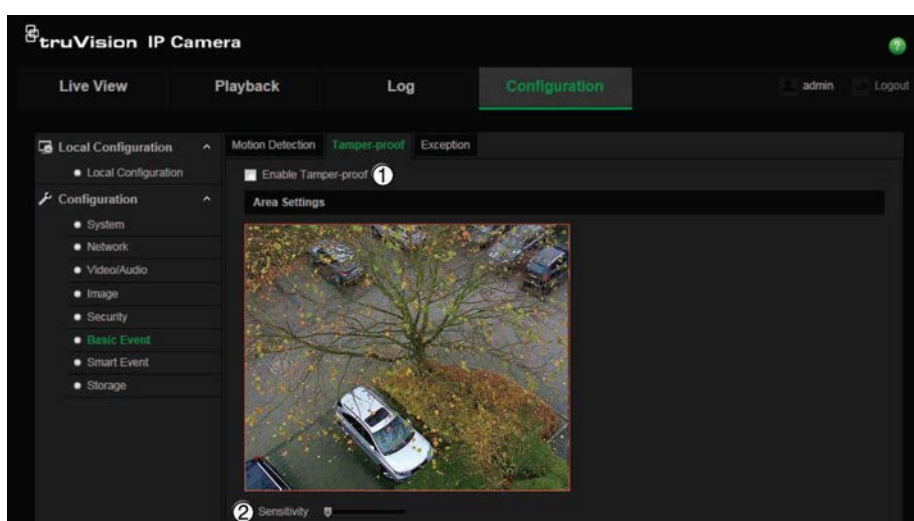 truVision IP Camera
?
Live View Playback Log Configuration admin Logout
Local Configuration
Local Configuration
Configuration
System
Network
Video/Audio
Image
Security
Basic Event
Smart Event
Storage
Motion Detection Tamper-proof Exception
Enable Tamper-proof 1
Area Settings
2 Sensitivity